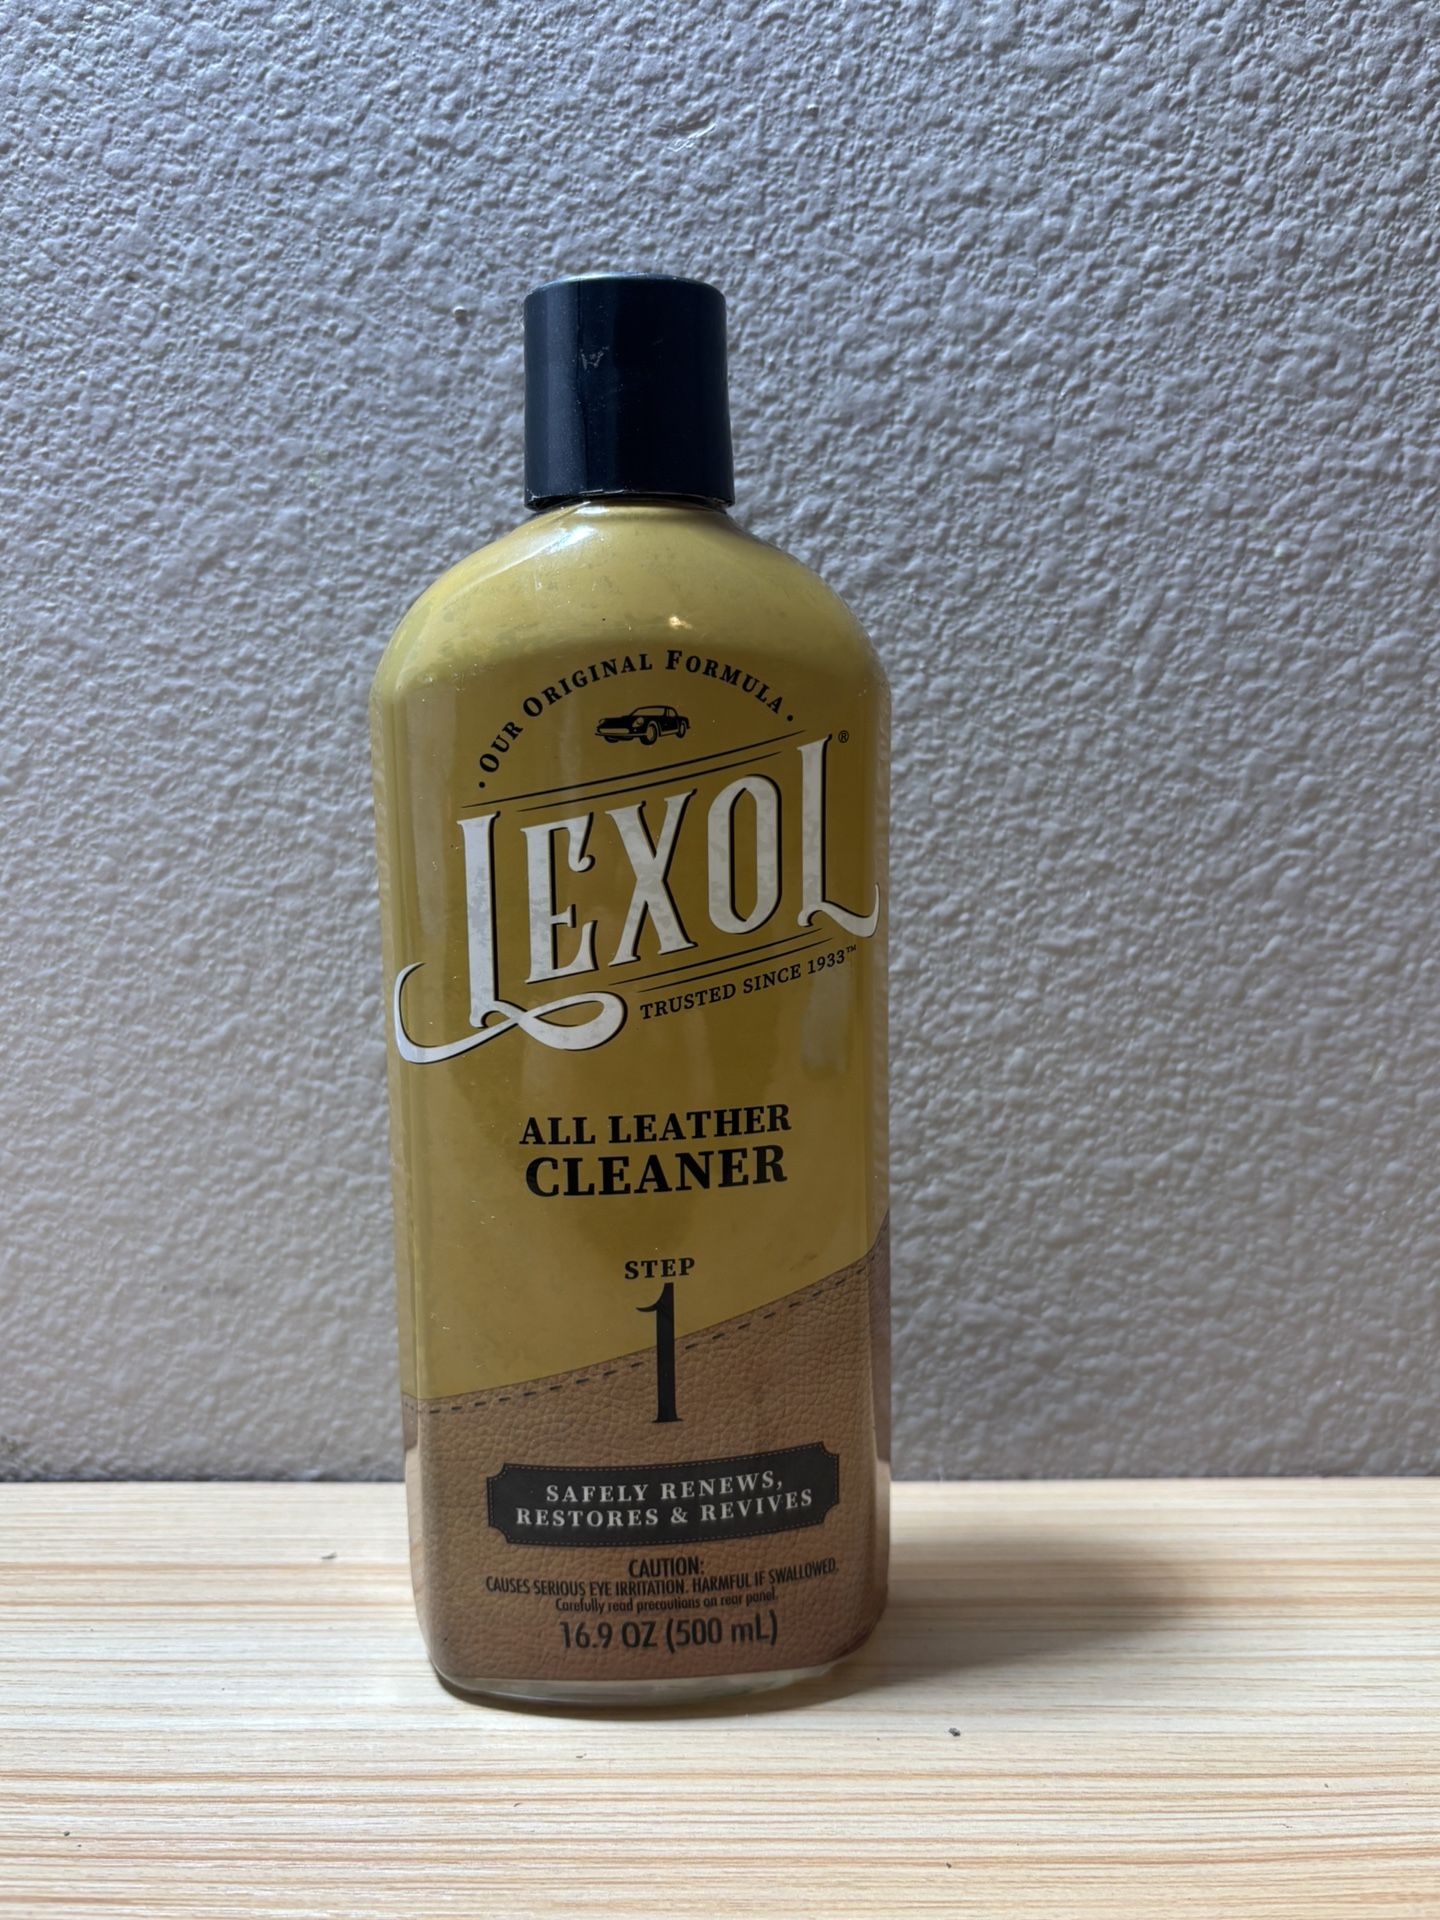 · OUR ORIGINAL FORMULA ·
LEXOL®
TRUSTED SINCE 1933™
ALL LEATHER
CLEANER
STEP
1
SAFELY RENEWS,
RESTORES & REVIVES
CAUTION:
CAUSES SERIOUS EYE IRRITATION. HARMFUL IF SWALLOWED.
Carefully read precautions on rear panel.
16.9 OZ (500 mL)